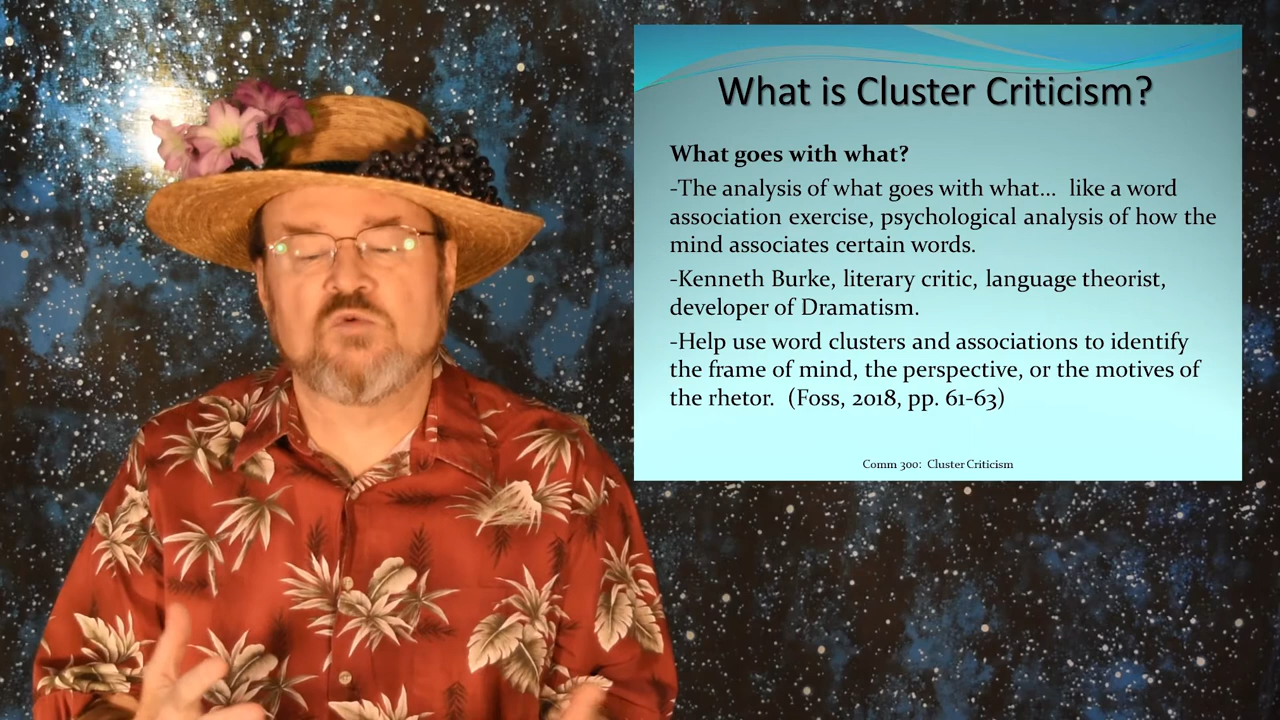 What is Cluster Criticism?
What goes with what?
-The analysis of what goes with what... like a word
association exercise, psychological analysis of how the
mind associates certain words.
-Kenneth Burke, literary critic, language theorist,
developer of Dramatism.
-Help use word clusters and associations to identify
the frame of mind, the perspective, or the motives of
the rhetor. (Foss, 2018, pp. 61-63)
Comm 300: Cluster Criticism